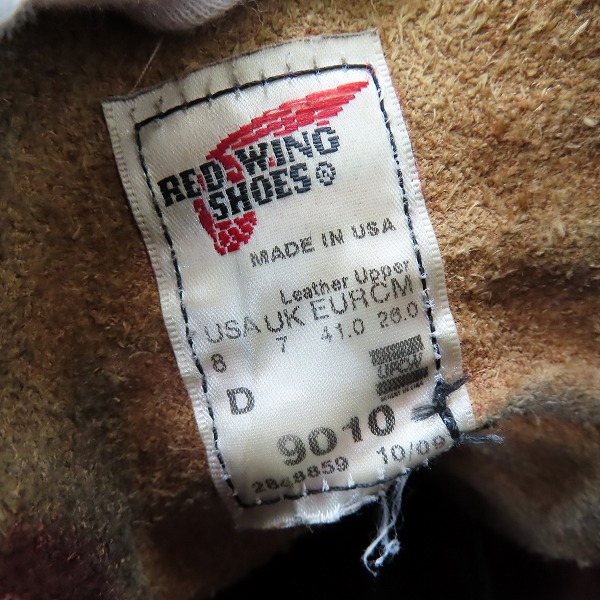 RED WING
SHOES®
MADE IN USA
Leather Upper
USA UK EUR CM
8 7 41.0 26.0
D
UFCW
9010
2848859 10/09